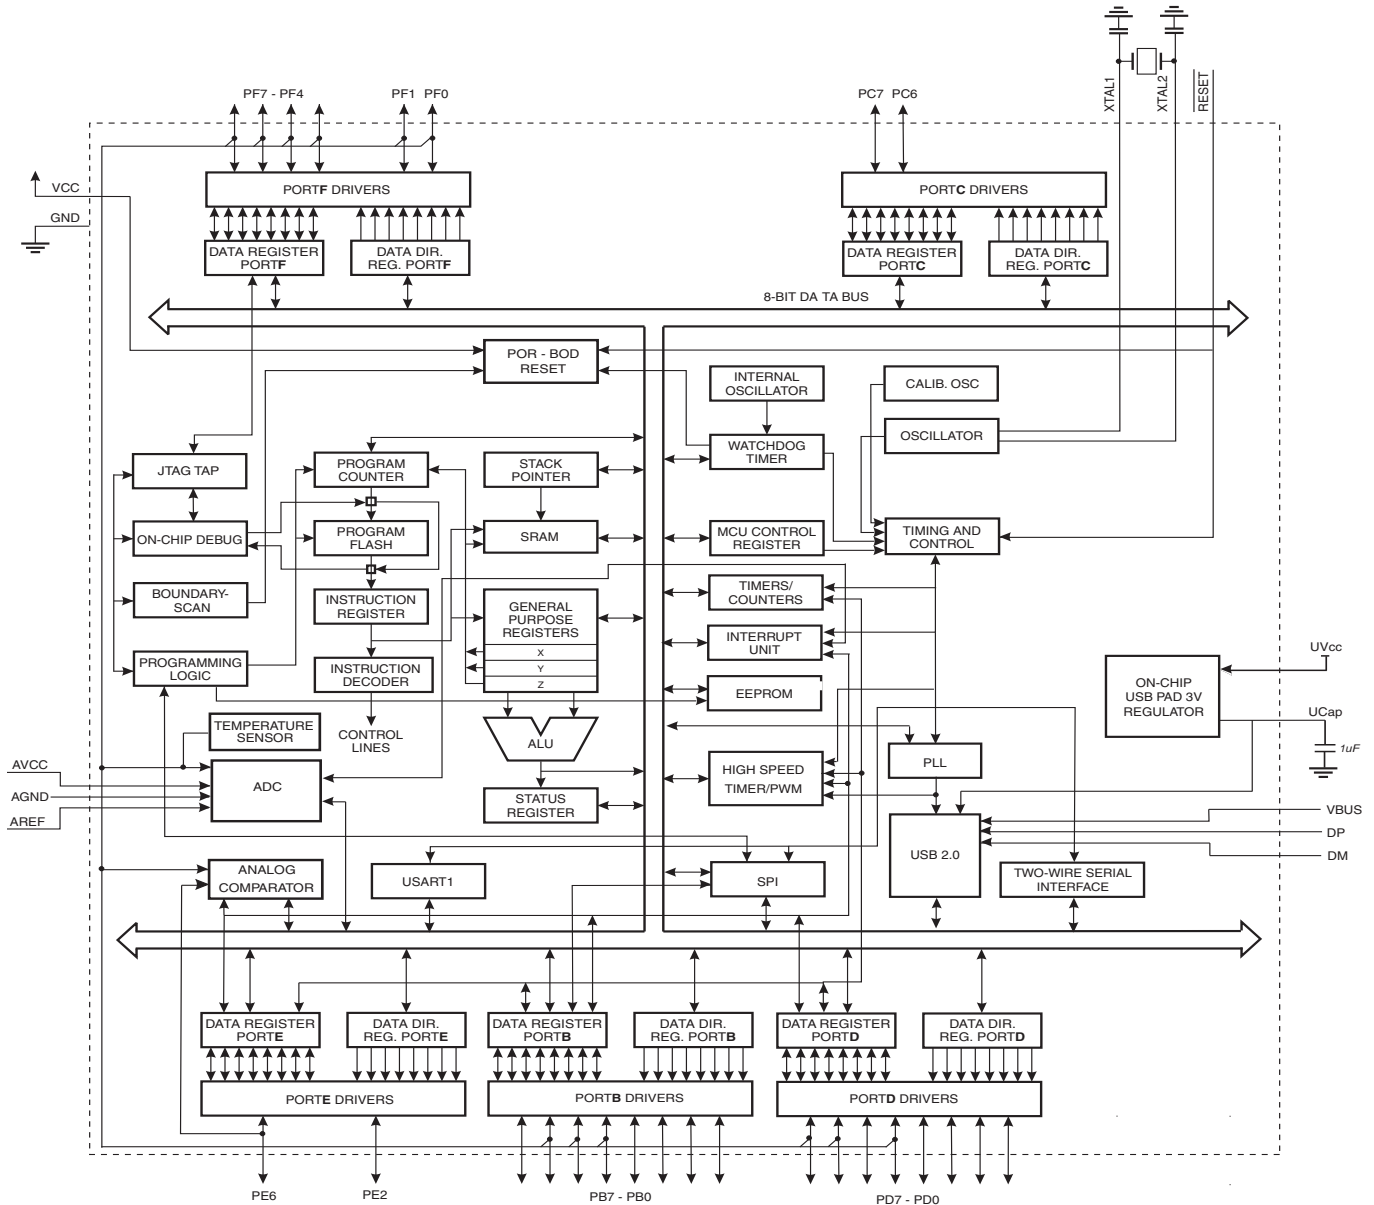 XTAL1
XTAL2
RESET
PF7 - PF4
PF1
PF0
PC7
PC6
VCC
GND
PORTF DRIVERS
PORTC DRIVERS
DATA REGISTER
PORTF
DATA DIR.
REG. PORTF
DATA REGISTER
PORTC
DATA DIR.
REG. PORTC
8-BIT DA TA BUS
POR - BOD
RESET
INTERNAL
OSCILLATOR
CALIB. OSC
WATCHDOG
TIMER
OSCILLATOR
JTAG TAP
PROGRAM
COUNTER
STACK
POINTER
ON-CHIP DEBUG
PROGRAM
FLASH
SRAM
MCU CONTROL
REGISTER
TIMING AND
CONTROL
BOUNDARY-
SCAN
INSTRUCTION
REGISTER
GENERAL
PURPOSE
REGISTERS
X
Y
Z
TIMERS/
COUNTERS
INTERRUPT
UNIT
PROGRAMMING
LOGIC
INSTRUCTION
DECODER
EEPROM
ON-CHIP
USB PAD 3V
REGULATOR
UVcc
UCap
1uF
TEMPERATURE
SENSOR
CONTROL
LINES
ALU
AVCC
AGND
AREF
ADC
STATUS
REGISTER
HIGH SPEED
TIMER/PWM
PLL
VBUS
DP
DM
USB 2.0
ANALOG
COMPARATOR
USART1
SPI
TWO-WIRE SERIAL
INTERFACE
DATA REGISTER
PORTE
DATA DIR.
REG. PORTE
DATA REGISTER
PORTB
DATA DIR.
REG. PORTB
DATA REGISTER
PORTD
DATA DIR.
REG. PORTD
PORTE DRIVERS
PORTB DRIVERS
PORTD DRIVERS
PE6
PE2
PB7 - PB0
PD7 - PD0